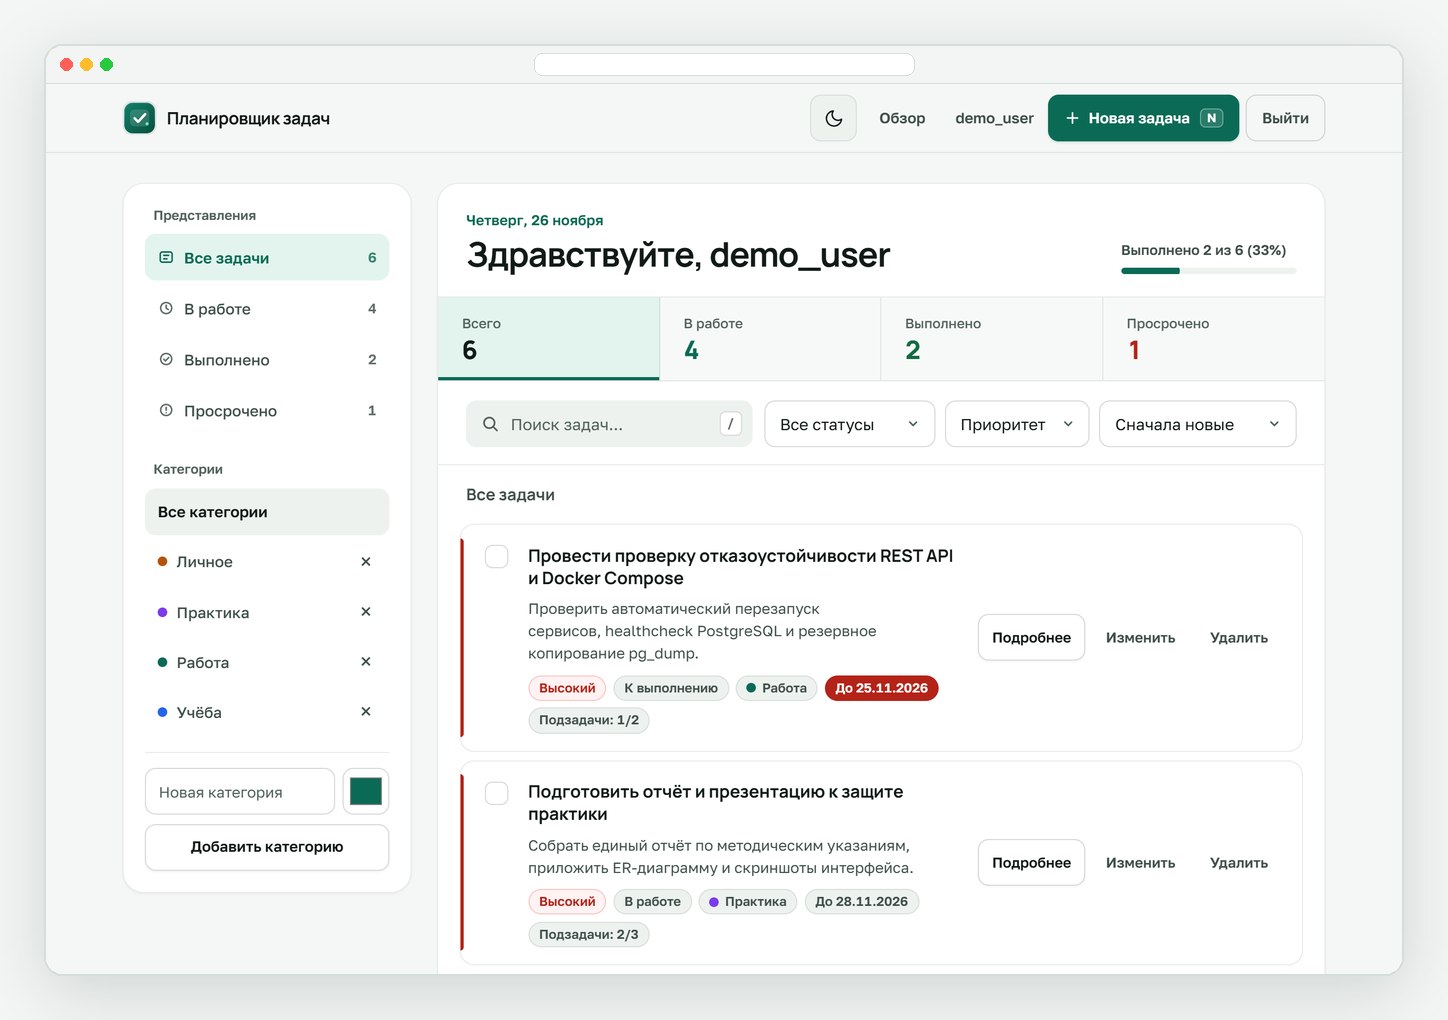 Планировщик задач
Обзор
demo_user
Новая задача N
Выйти
Представления
Все задачи 6
В работе 4
Выполнено 2
Просрочено 1
Категории
Все категории
Личное ×
Практика ×
Работа ×
Учёба ×
Новая категория
Добавить категорию
Четверг, 26 ноября
Здравствуйте, demo_user
Выполнено 2 из 6 (33%)
Всего
6
В работе
4
Выполнено
2
Просрочено
1
Поиск задач... /
Все статусы
Приоритет
Сначала новые
Все задачи
Провести проверку отказоустойчивости REST API
и Docker Compose
Проверить автоматический перезапуск
сервисов, healthcheck PostgreSQL и резервное
копирование pg_dump.
Высокий
К выполнению
Работа
До 25.11.2026
Подзадачи: 1/2
Подробнее
Изменить
Удалить
Подготовить отчёт и презентацию к защите
практики
Собрать единый отчёт по методическим указаниям,
приложить ER-диаграмму и скриншоты интерфейса.
Высокий
В работе
Практика
До 28.11.2026
Подзадачи: 2/3
Подробнее
Изменить
Удалить